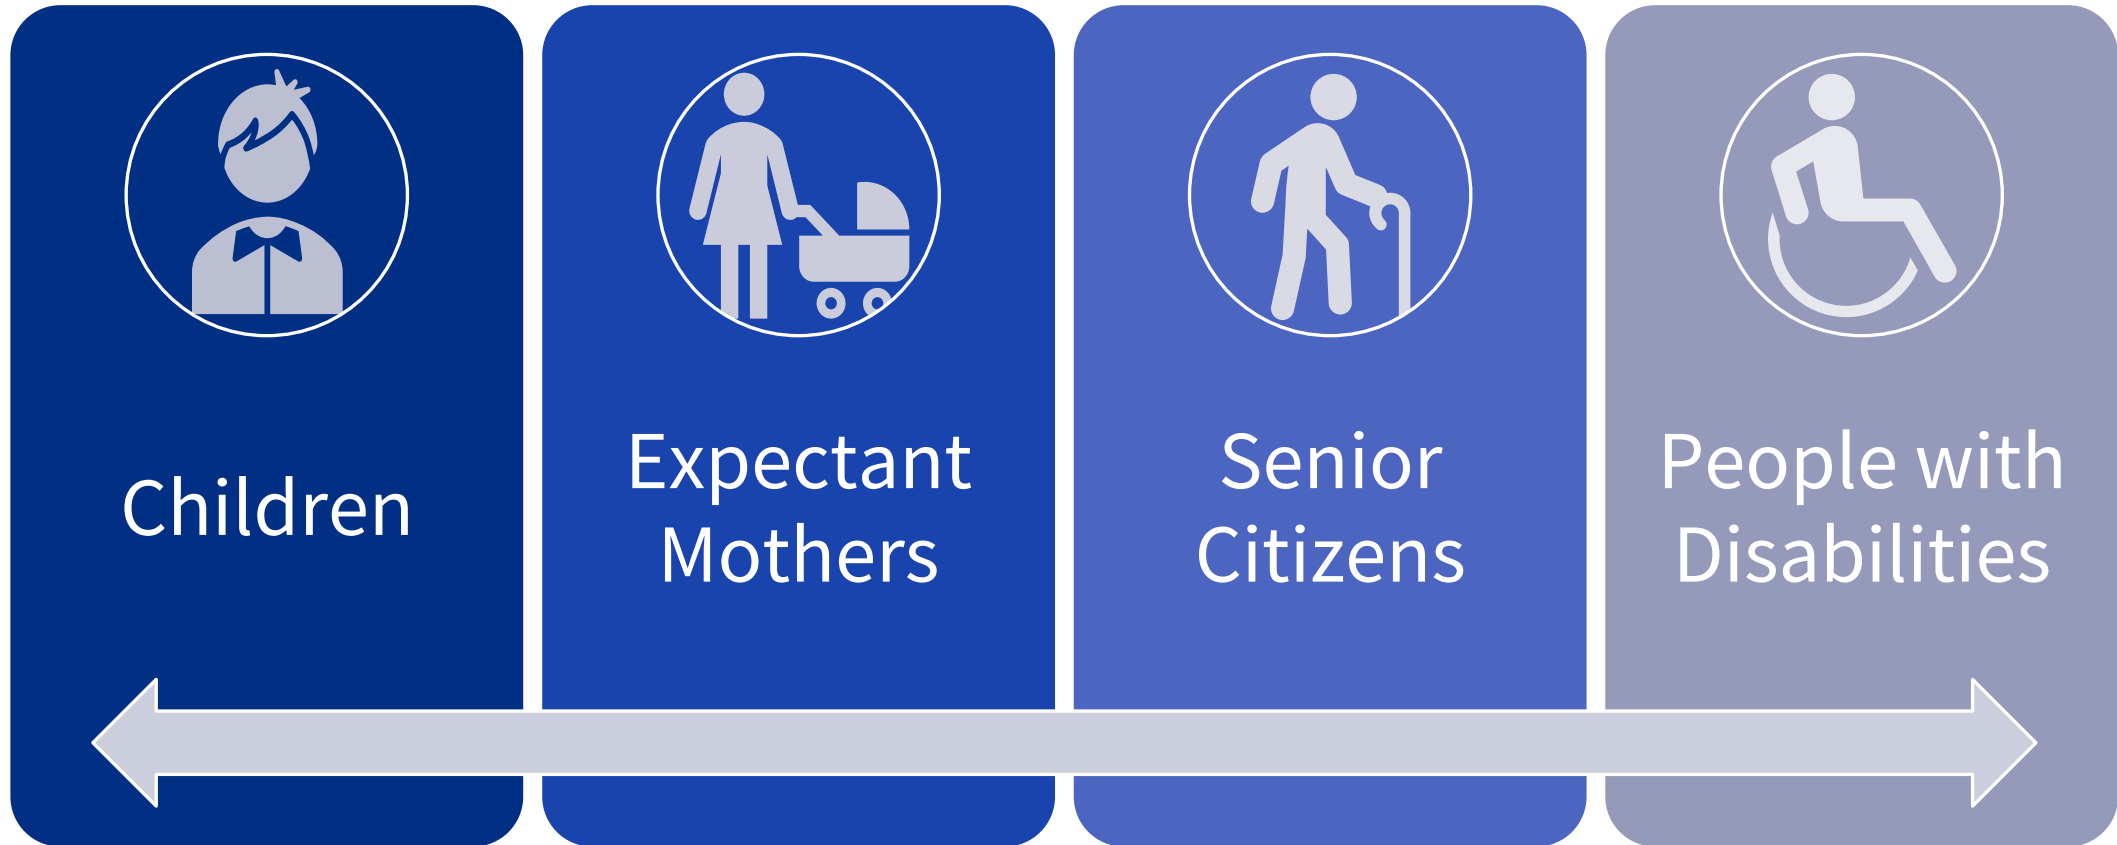 Children
Expectant
Mothers
Senior
Citizens
People with
Disabilities